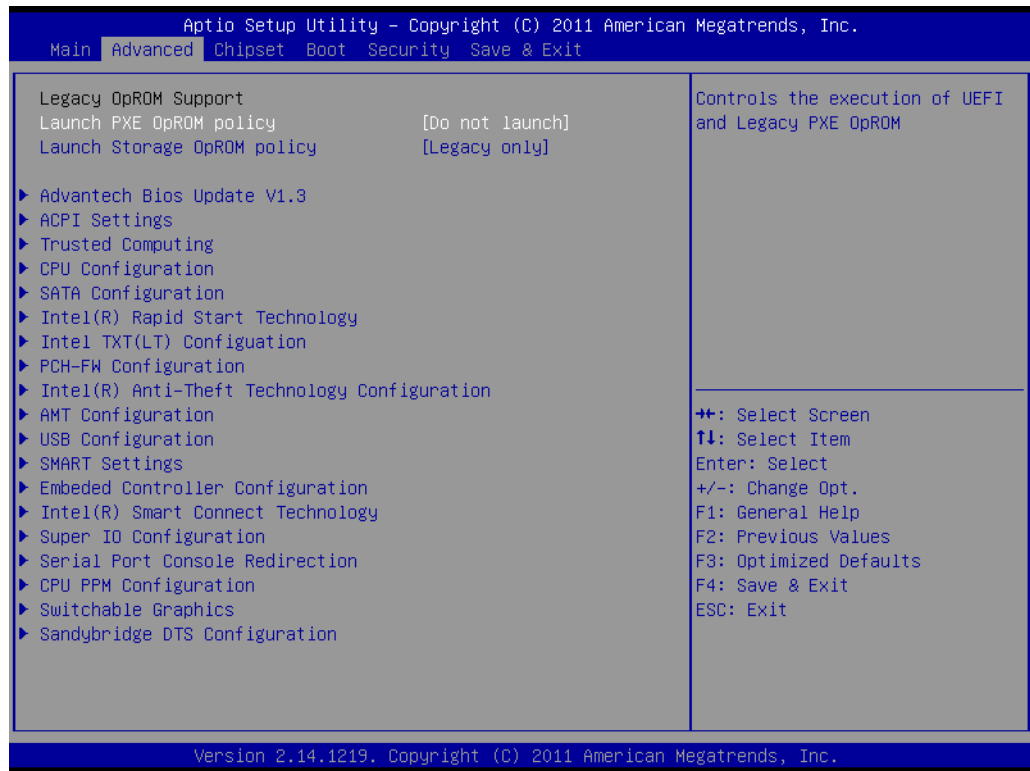 Aptio Setup Utility – Copyright (C) 2011 American Megatrends, Inc.
Main Advanced Chipset Boot Security Save & Exit
Legacy OpROM Support
Launch PXE OpROM policy [Do not launch]
Launch Storage OpROM policy [Legacy only]
▶ Advantech Bios Update V1.3
▶ ACPI Settings
▶ Trusted Computing
▶ CPU Configuration
▶ SATA Configuration
▶ Intel(R) Rapid Start Technology
▶ Intel TXT(LT) Configuation
▶ PCH-FW Configuration
▶ Intel(R) Anti-Theft Technology Configuration
▶ AMT Configuration
▶ USB Configuration
▶ SMART Settings
▶ Embeded Controller Configuration
▶ Intel(R) Smart Connect Technology
▶ Super IO Configuration
▶ Serial Port Console Redirection
▶ CPU PPM Configuration
▶ Switchable Graphics
▶ Sandybridge DTS Configuration
Controls the execution of UEFI
and Legacy PXE OpROM
→←: Select Screen
↑↓: Select Item
Enter: Select
+/-: Change Opt.
F1: General Help
F2: Previous Values
F3: Optimized Defaults
F4: Save & Exit
ESC: Exit
Version 2.14.1219. Copyright (C) 2011 American Megatrends, Inc.